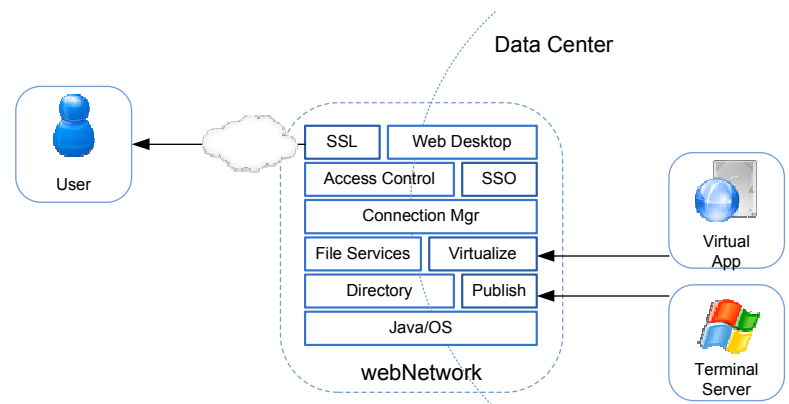 Data Center
SSL
Web Desktop
User
Access Control
SSO
Connection Mgr
File Services
Virtualize
Virtual
App
Directory
Publish
Java/OS
webNetwork
Terminal
Server